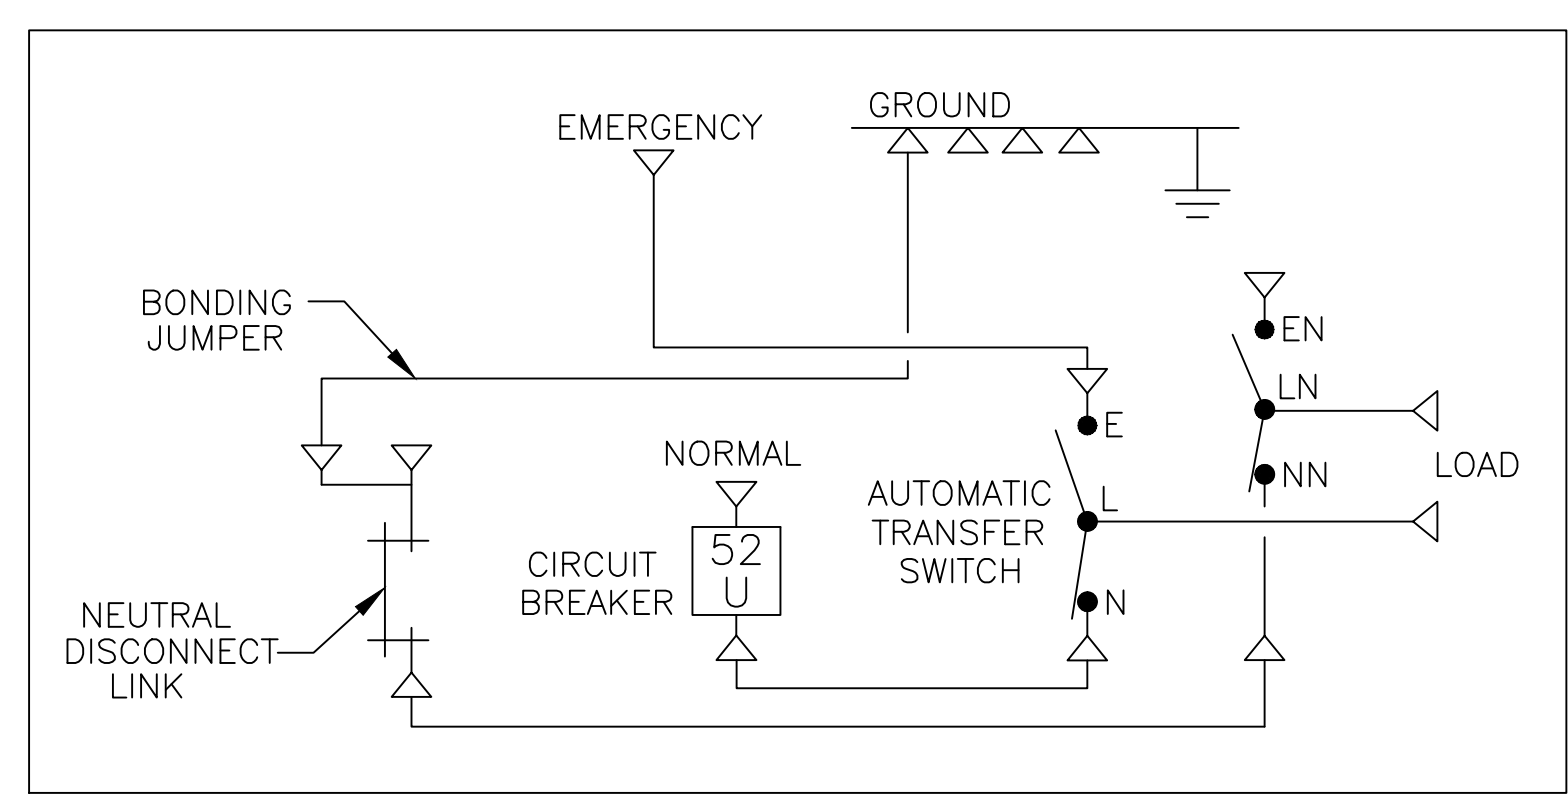 GROUND
EMERGENCY
BONDING
JUMPER
EN
LN
E
NORMAL
LOAD
NN
AUTOMATIC
TRANSFER
SWITCH
L
52
U
CIRCUIT
BREAKER
N
NEUTRAL
DISCONNECT
LINK